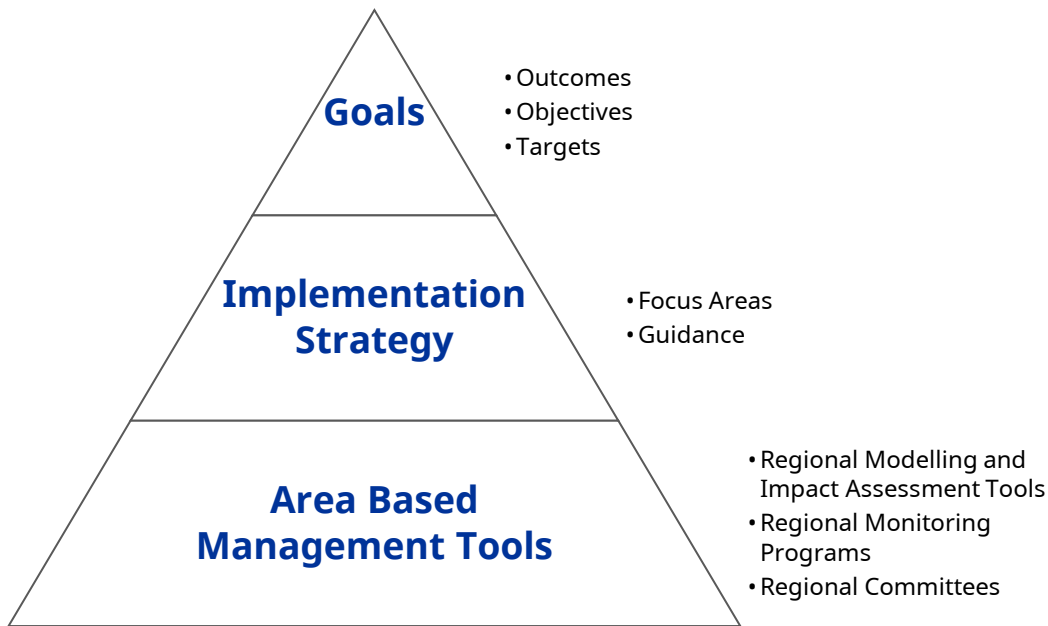 Goals
• Outcomes
• Objectives
• Targets
Implementation
Strategy
• Focus Areas
• Guidance
Area Based
Management Tools
• Regional Modelling and
Impact Assessment Tools
• Regional Monitoring
Programs
• Regional Committees